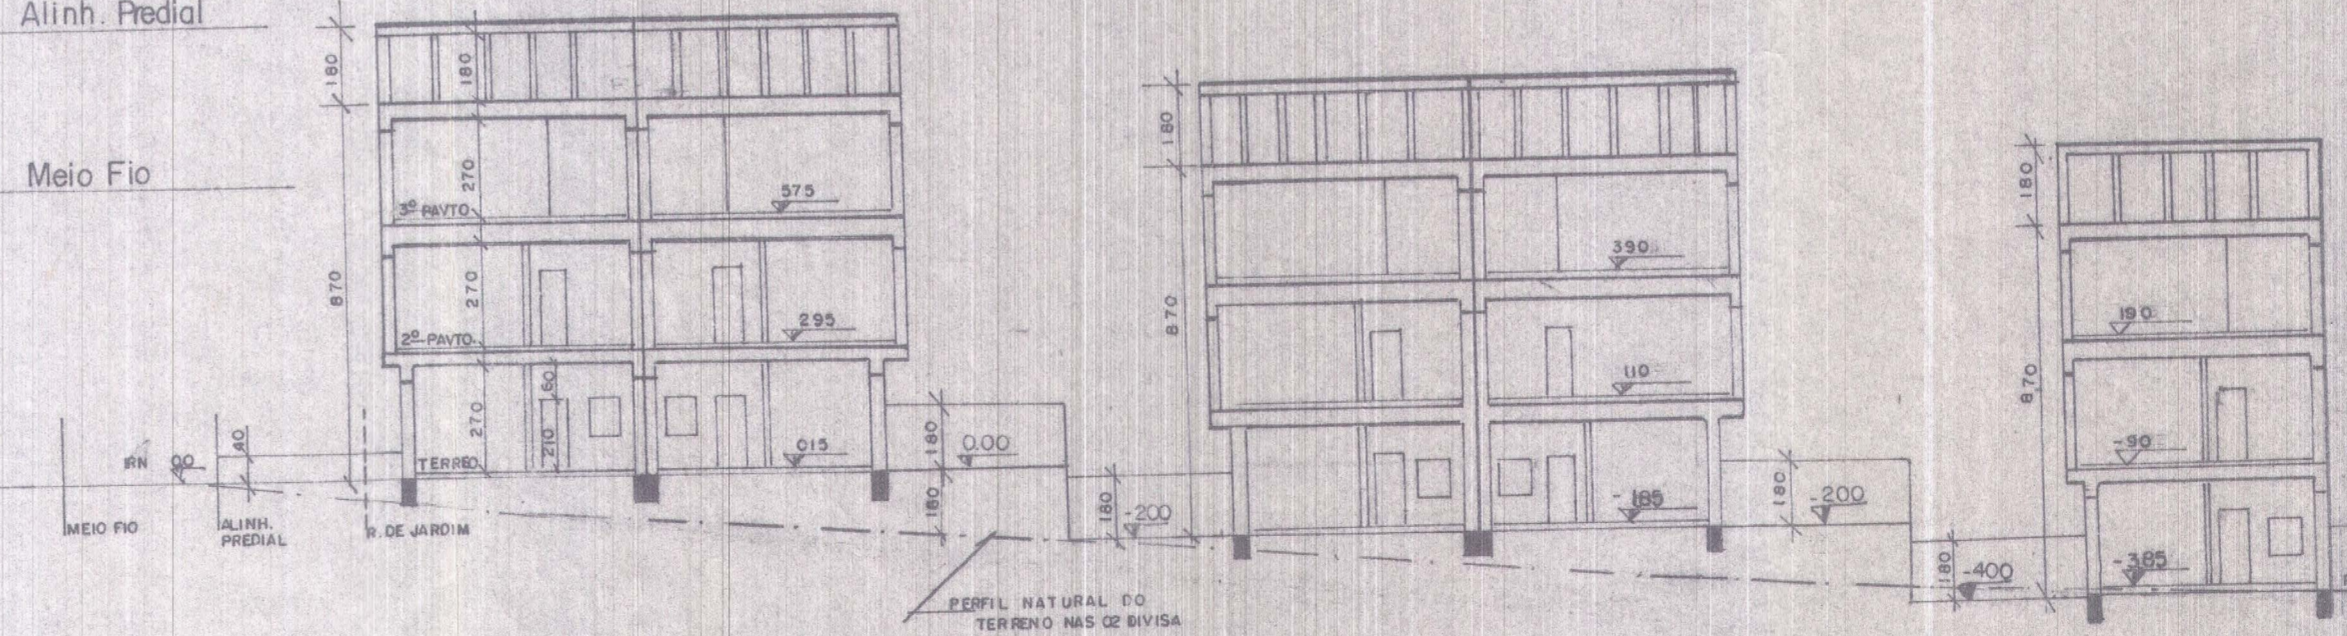 Alinh. Predial
Meio Fio
180
180
870
270
3º PAVTO.
575
270
2º PAVTO.
295
60
270
210
TERREO
015
40
RN
00
MEIO FIO
ALINH.
PREDIAL
R. DE JARDIM
180
0.00
180
180
-200
PERFIL NATURAL DO
TERRENO NAS 02 DIVISA
180
870
390
110
-185
180
-200
180
-400
180
870
190
-90
-385